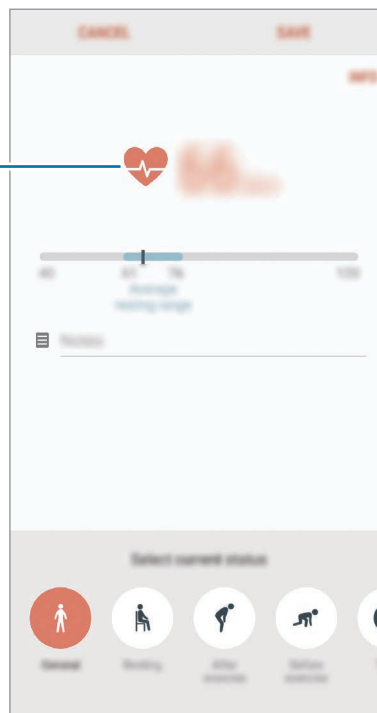 CANCEL SAVE
INFO
66
40 61 76 120
Average
resting range
Notes
Select current status
General Resting After Before
exercise exercise